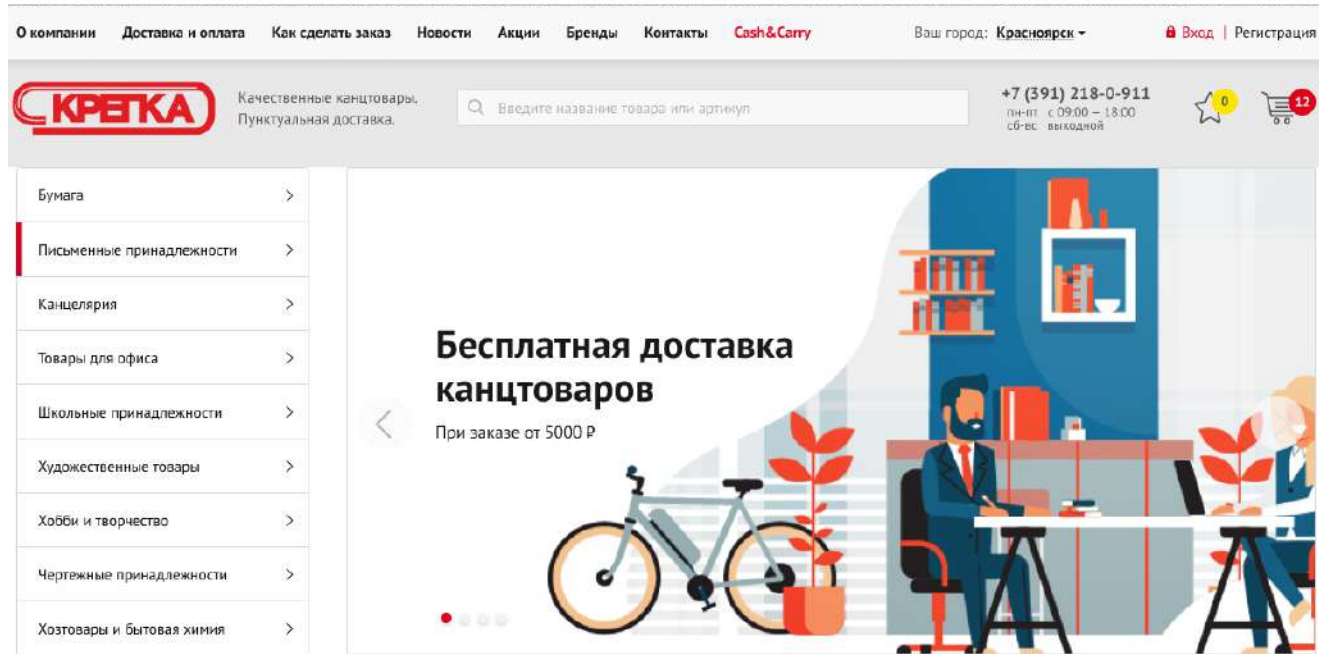 О компании Доставка и оплата Как сделать заказ Новости Акции Бренды Контакты Cash&Carry Ваш город: Красноярск Вход | Регистрация
КРЕПКА
Качественные канцтовары.
Пунктуальная доставка.
Введите название товара или артикул
+7 (391) 218-0-911
пн-пт с 09:00 – 18:00
сб-вс выходной
0
12
Бумага
Письменные принадлежности
Канцелярия
Товары для офиса
Школьные принадлежности
Художественные товары
Хобби и творчество
Чертежные принадлежности
Хозтовары и бытовая химия
Бесплатная доставка
канцтоваров
При заказе от 5000 ₽